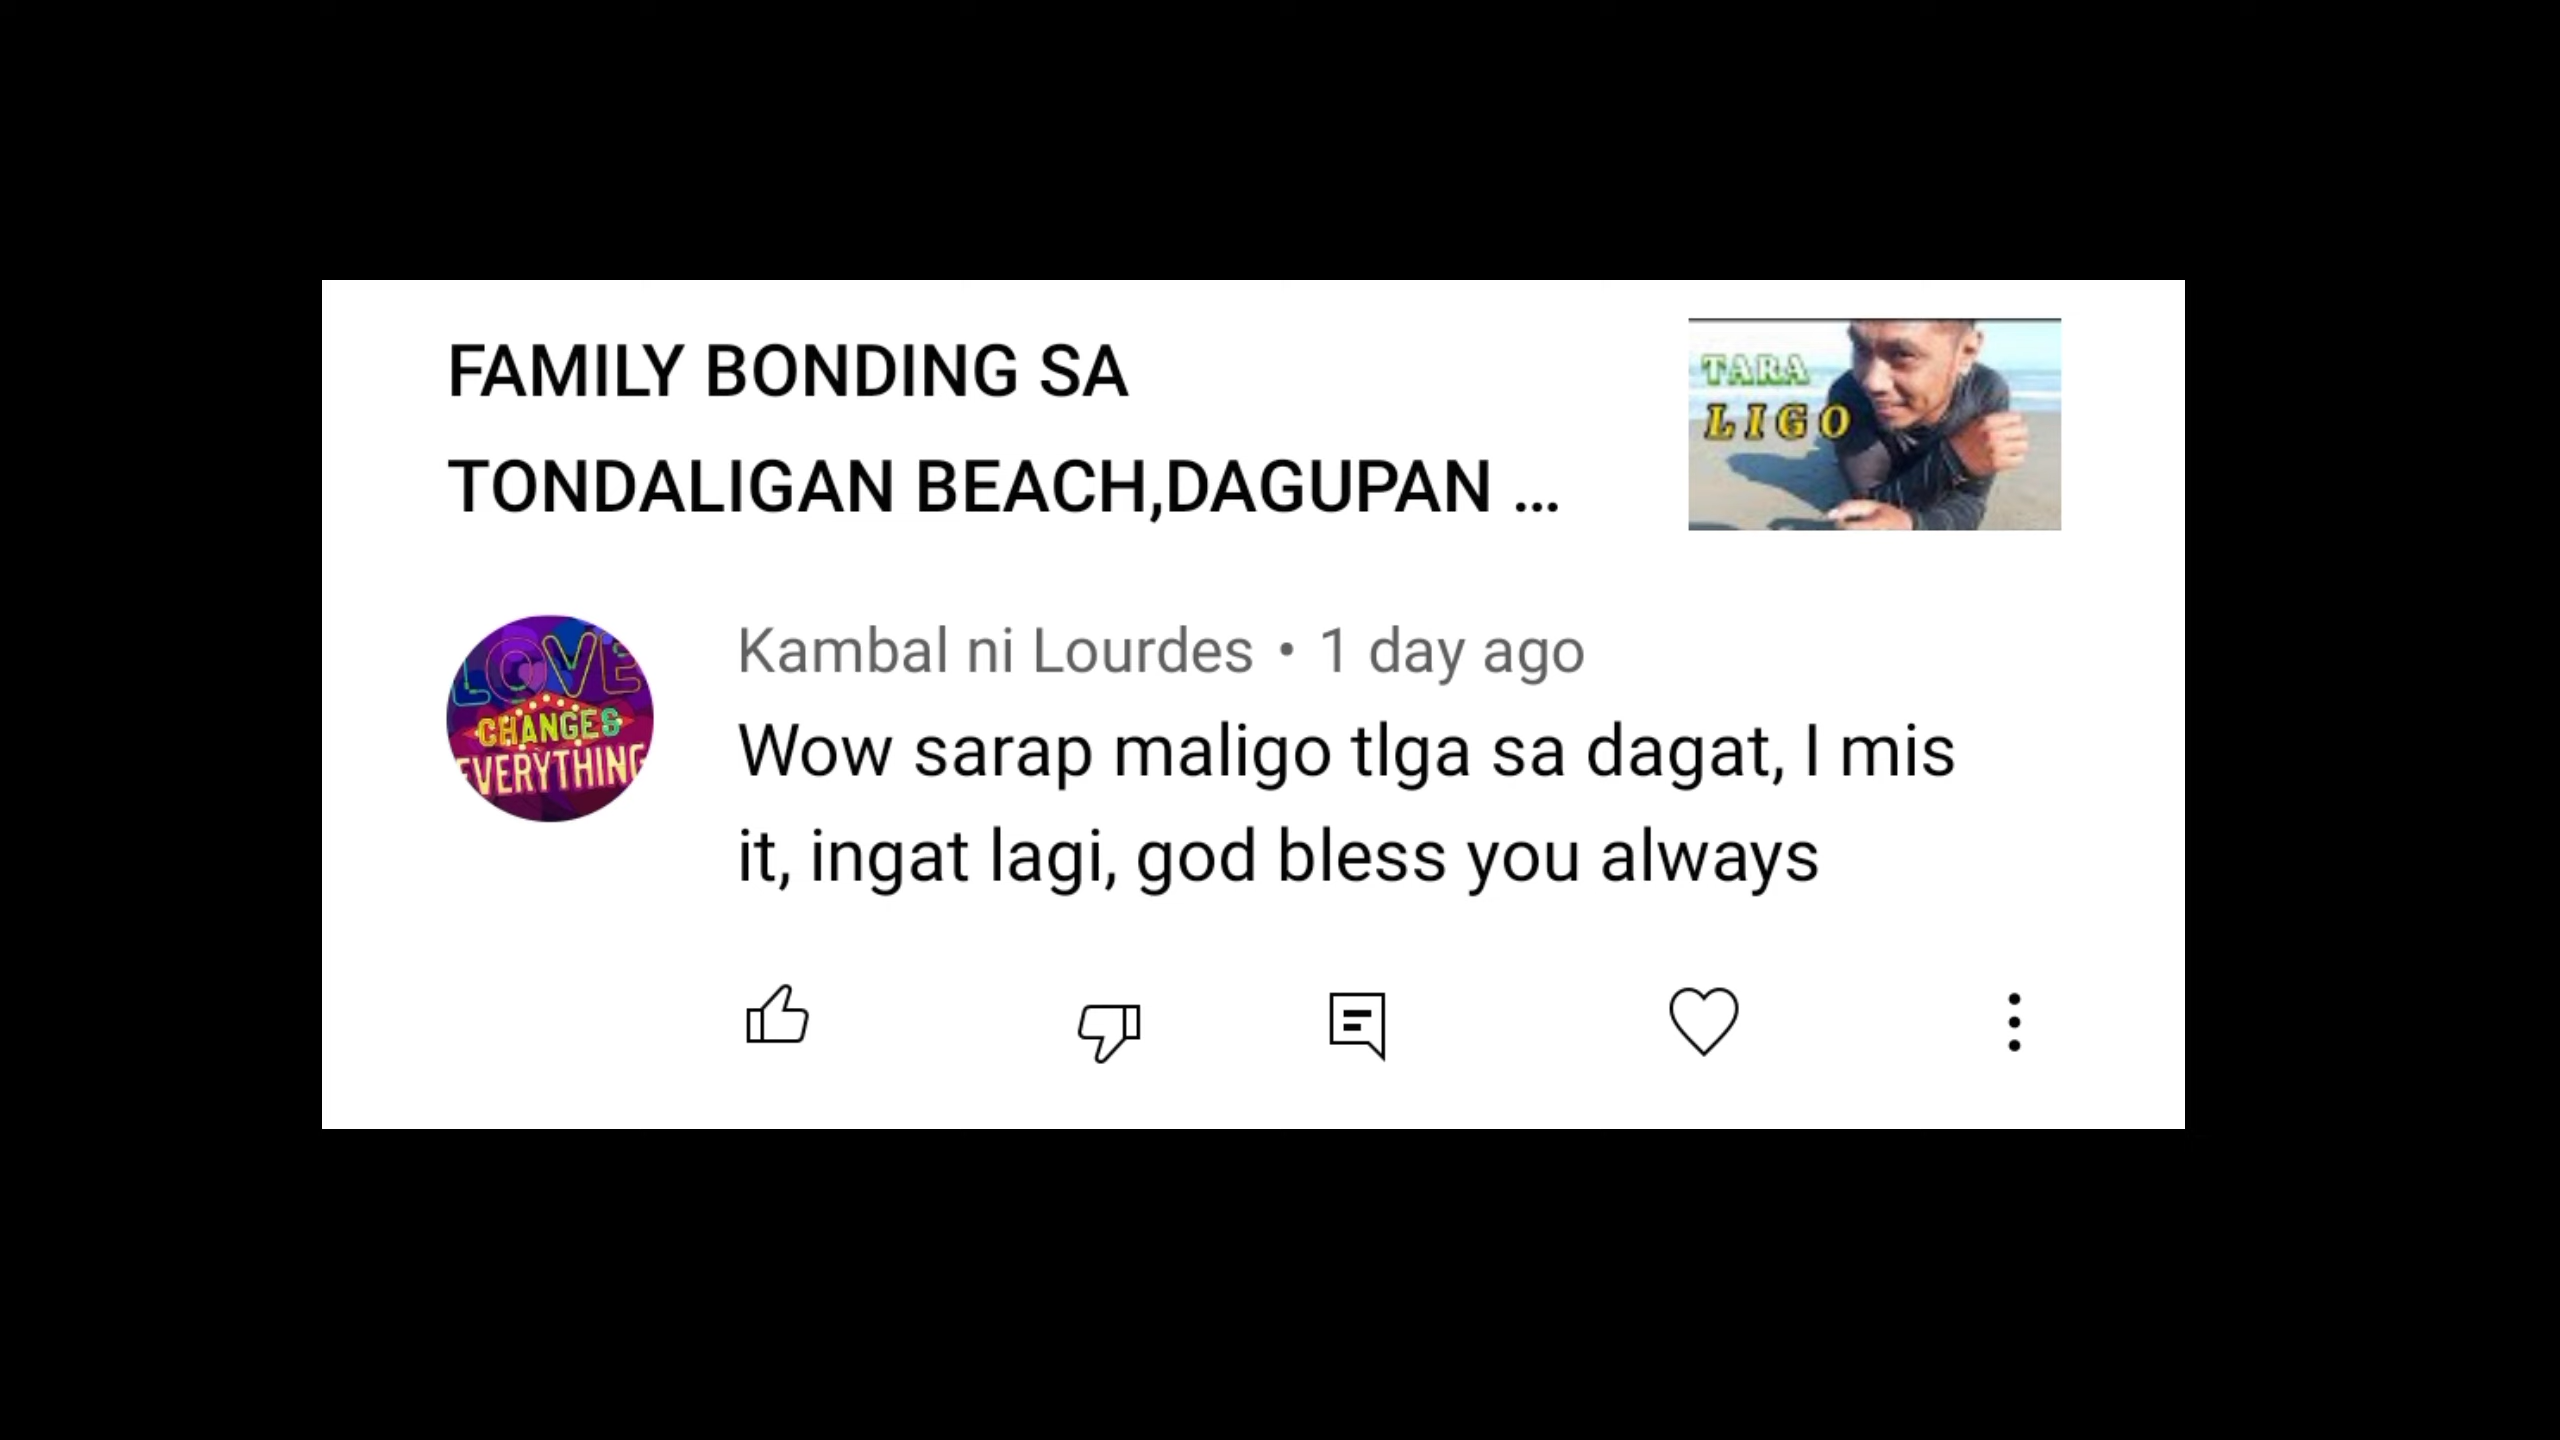 FAMILY BONDING SA
TONDALIGAN BEACH,DAGUPAN ...
TARA
LIGO
LOVE
CHANGES
EVERYTHING
Kambal ni Lourdes • 1 day ago
Wow sarap maligo tlga sa dagat, I mis
it, ingat lagi, god bless you always